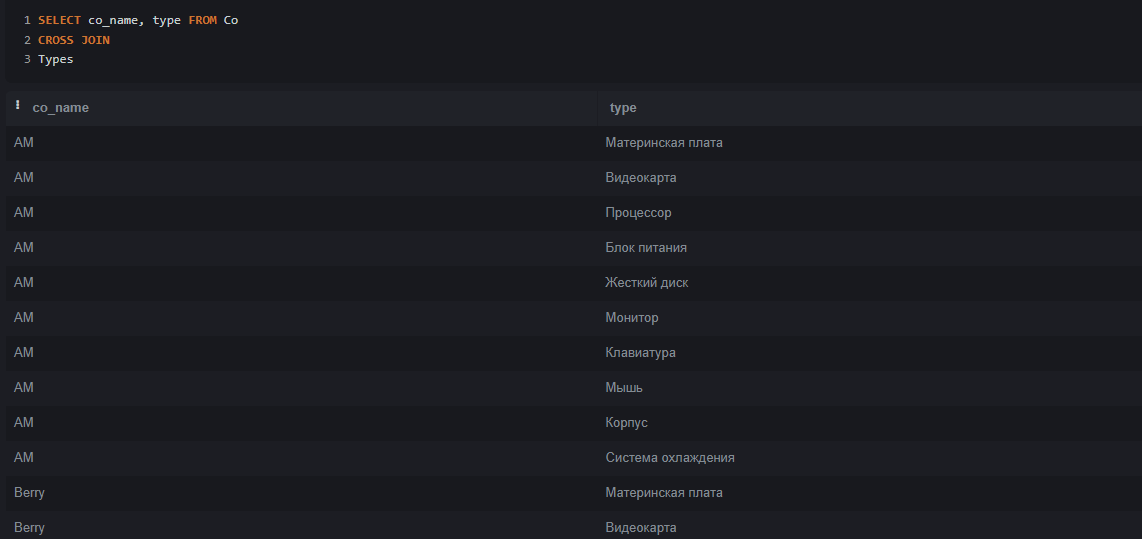 1 SELECT co_name, type FROM Co
2 CROSS JOIN
3 Types
co_name type
AM Материнская плата
AM Видеокарта
AM Процессор
AM Блок питания
AM Жесткий диск
AM Монитор
AM Клавиатура
AM Мышь
AM Корпус
AM Система охлаждения
Berry Материнская плата
Berry Видеокарта